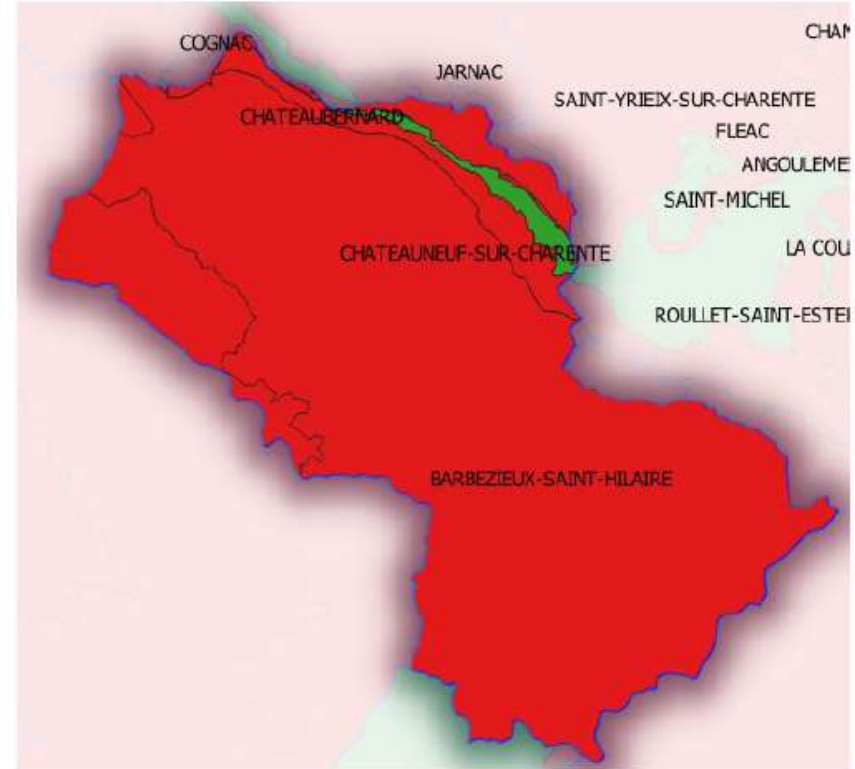 CHAM
COGNAC
JARNAC
SAINT-YRIEIX-SUR-CHARENTE
CHATEAUBERNARD
FLEAC
ANGOULEME
SAINT-MICHEL
CHATEAUNEUF-SUR-CHARENTE
LA COU
ROULLET-SAINT-ESTE
BARBEZIEUX-SAINT-HILAIRE